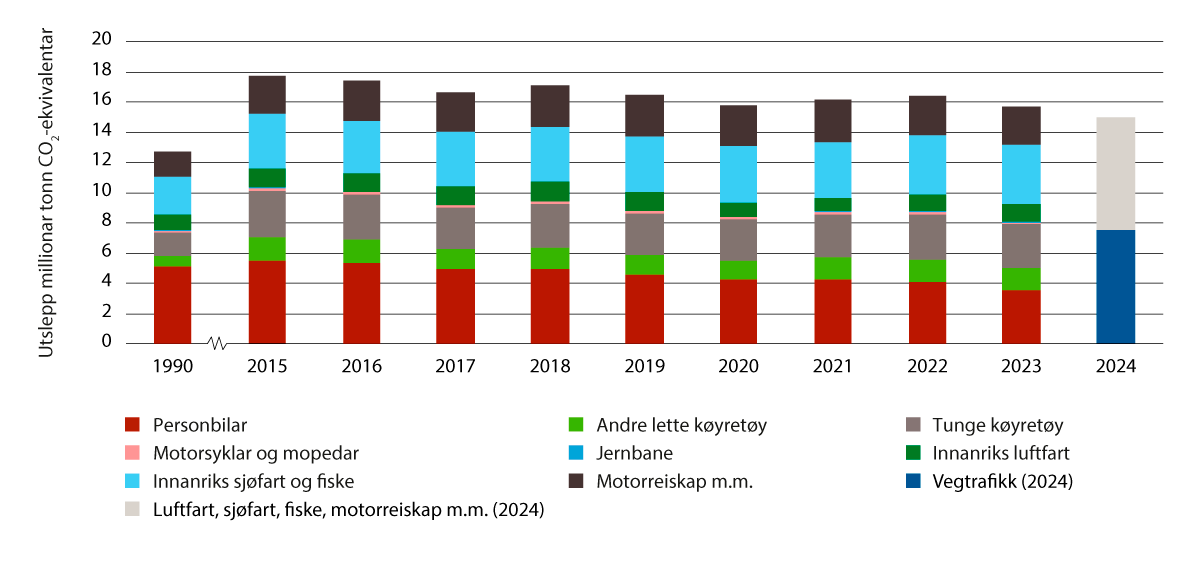 Utslepp millionar tonn CO₂-ekvivalentar
20
18
16
14
12
10
8
6
4
2
0
1990 2015 2016 2017 2018 2019 2020 2021 2022 2023 2024
Personbilar Andre lette køyretøy Tunge køyretøy
Motorsyklar og mopedar Jernbane Innanriks luftfart
Innanriks sjøfart og fiske Motorreiskap m.m. Vegtrafikk (2024)
Luftfart, sjøfart, fiske, motorreiskap m.m. (2024)